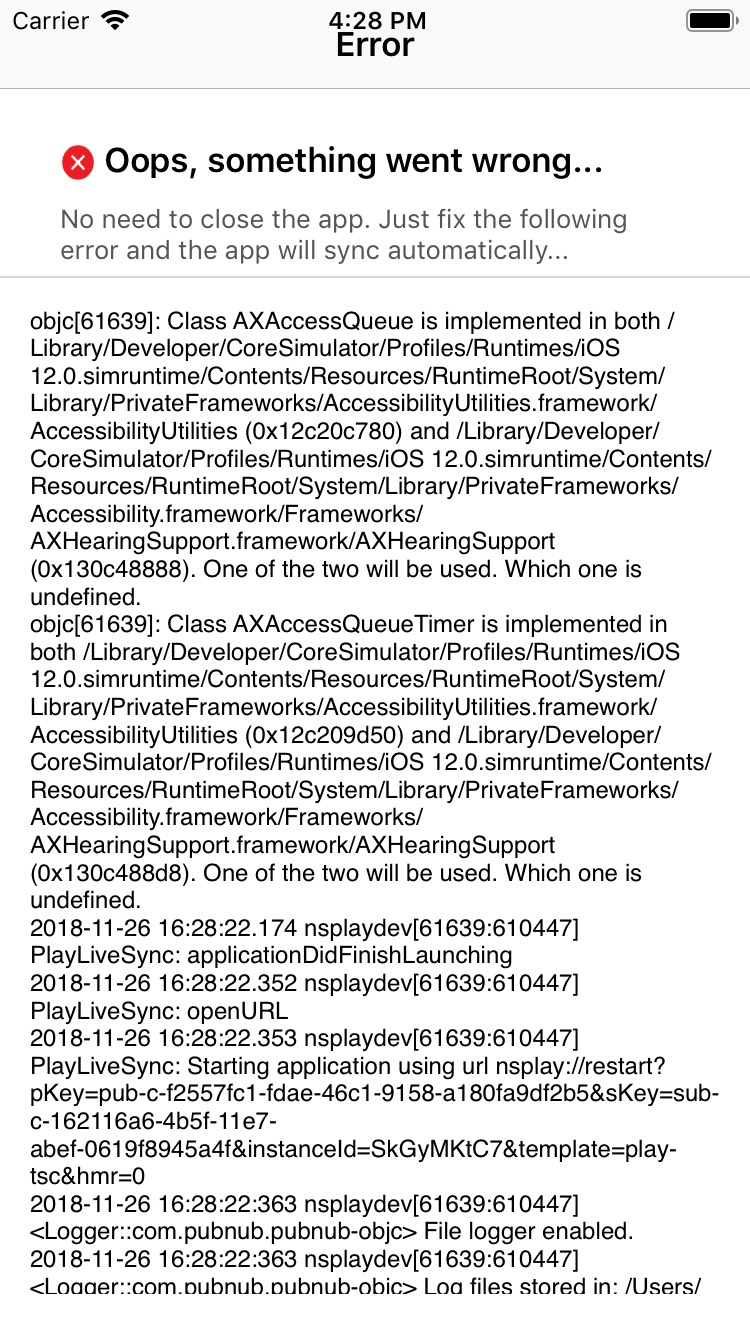 Carrier 4:28 PM
Error
Oops, something went wrong...
No need to close the app. Just fix the following
error and the app will sync automatically...
objc[61639]: Class AXAccessQueue is implemented in both /
Library/Developer/CoreSimulator/Profiles/Runtimes/iOS
12.0.simruntime/Contents/Resources/RuntimeRoot/System/
Library/PrivateFrameworks/AccessibilityUtilities.framework/
AccessibilityUtilities (0x12c20c780) and /Library/Developer/
CoreSimulator/Profiles/Runtimes/iOS 12.0.simruntime/Contents/
Resources/RuntimeRoot/System/Library/PrivateFrameworks/
Accessibility.framework/Frameworks/
AXHearingSupport.framework/AXHearingSupport
(0x130c48888). One of the two will be used. Which one is
undefined.
objc[61639]: Class AXAccessQueueTimer is implemented in
both /Library/Developer/CoreSimulator/Profiles/Runtimes/iOS
12.0.simruntime/Contents/Resources/RuntimeRoot/System/
Library/PrivateFrameworks/AccessibilityUtilities.framework/
AccessibilityUtilities (0x12c209d50) and /Library/Developer/
CoreSimulator/Profiles/Runtimes/iOS 12.0.simruntime/Contents/
Resources/RuntimeRoot/System/Library/PrivateFrameworks/
Accessibility.framework/Frameworks/
AXHearingSupport.framework/AXHearingSupport
(0x130c488d8). One of the two will be used. Which one is
undefined.
2018-11-26 16:28:22.174 nsplaydev[61639:610447]
PlayLiveSync: applicationDidFinishLaunching
2018-11-26 16:28:22.352 nsplaydev[61639:610447]
PlayLiveSync: openURL
2018-11-26 16:28:22.353 nsplaydev[61639:610447]
PlayLiveSync: Starting application using url nsplay://restart?
pKey=pub-c-f2557fc1-fdae-46c1-9158-a180fa9df2b5&sKey=sub-
c-162116a6-4b5f-11e7-
abef-0619f8945a4f&instanceId=SkGyMKtC7&template=play-
tsc&hmr=0
2018-11-26 16:28:22:363 nsplaydev[61639:610447]
<Logger::com.pubnub.pubnub-objc> File logger enabled.
2018-11-26 16:28:22:363 nsplaydev[61639:610447]
<Logger::com.pubnub.pubnub-objc> Log files stored in: /Users/